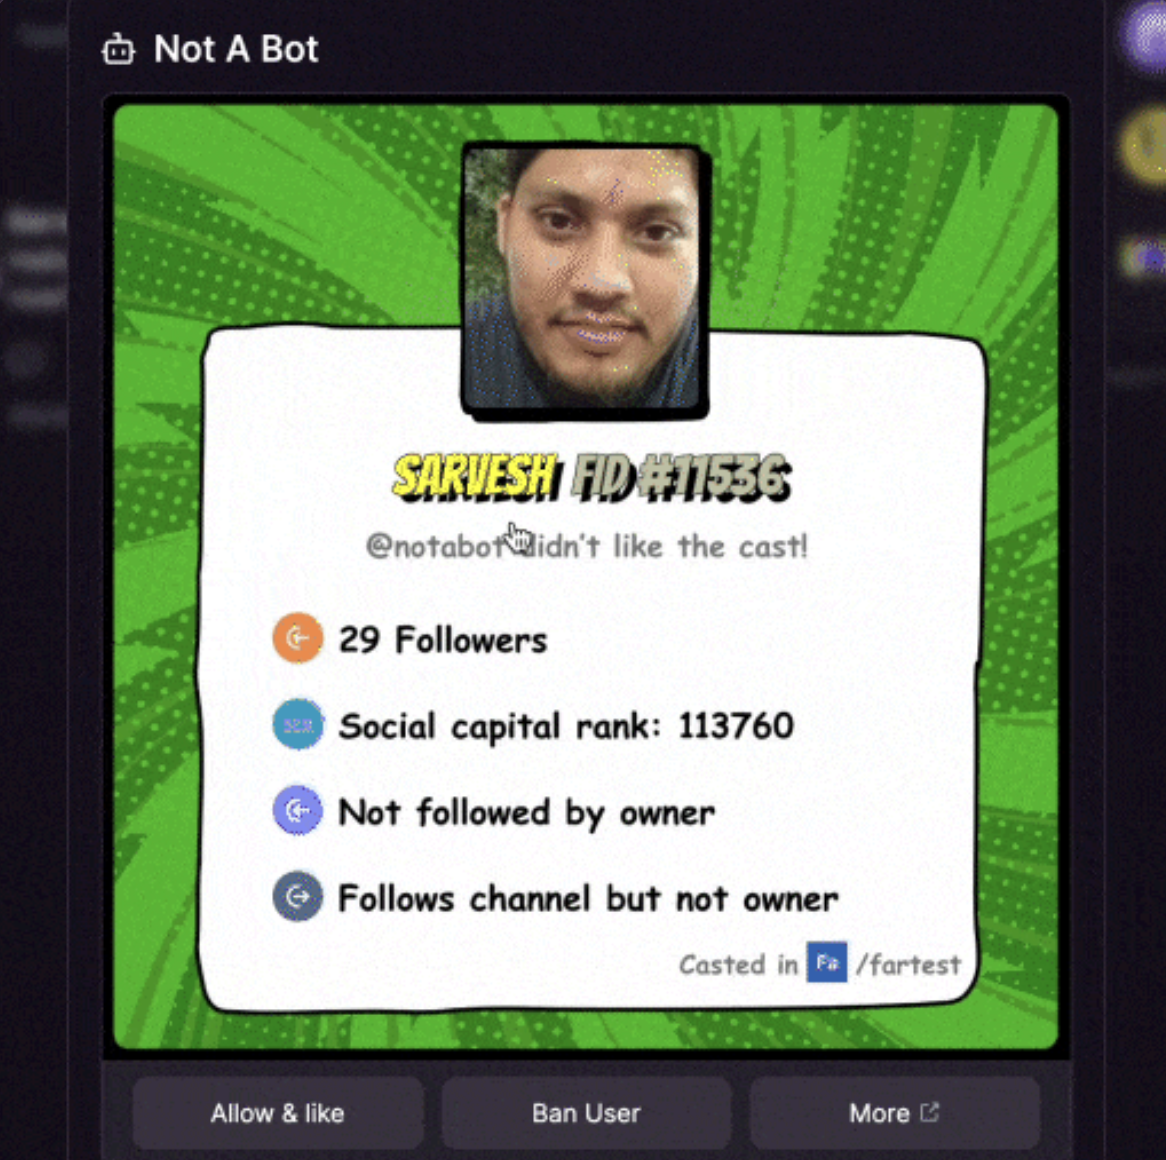 Not A Bot
SARVESH FID #11536
@notabot didn't like the cast!
29 Followers
Social capital rank: 113760
Not followed by owner
Follows channel but not owner
Casted in Fa /fartest
Allow & like
Ban User
More